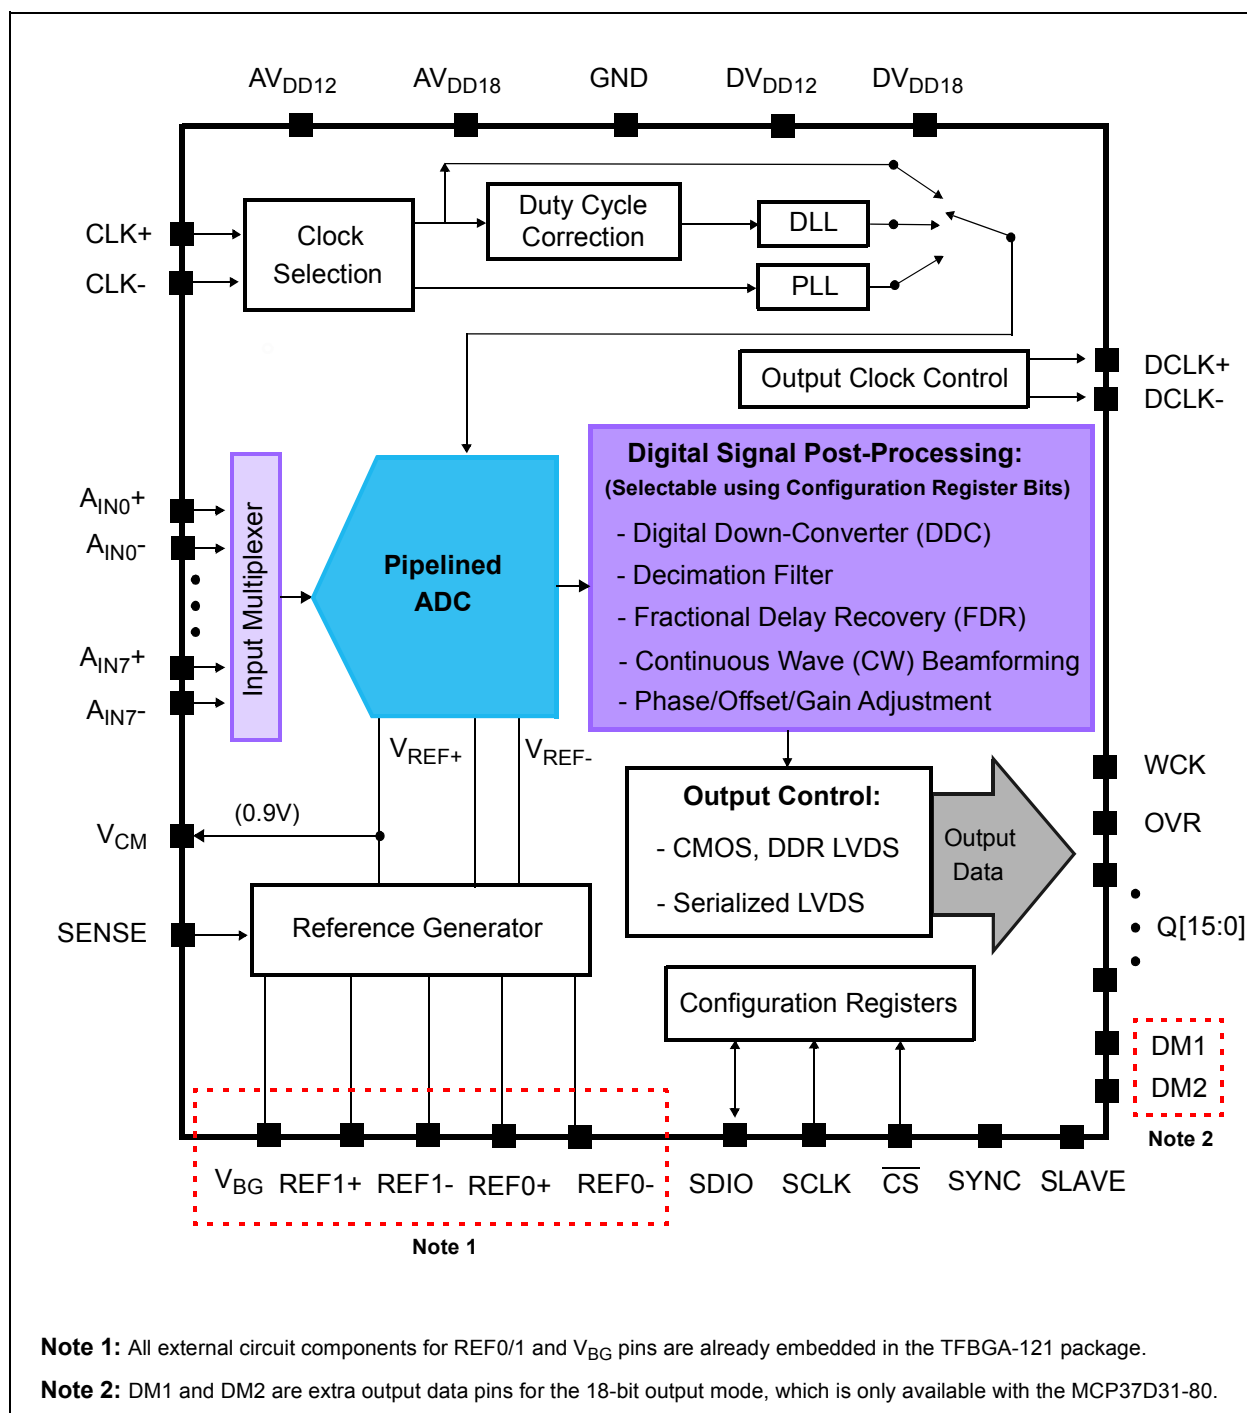 AVDD12 AVDD18 GND DVDD12 DVDD18
CLK+
CLK-
Clock
Selection
Duty Cycle
Correction
DLL
PLL
Output Clock Control
DCLK+
DCLK-
AIN0+
AIN0-
AIN7+
AIN7-
Input Multiplexer
Pipelined
ADC
Digital Signal Post-Processing:
(Selectable using Configuration Register Bits)
- Digital Down-Converter (DDC)
- Decimation Filter
- Fractional Delay Recovery (FDR)
- Continuous Wave (CW) Beamforming
- Phase/Offset/Gain Adjustment
VREF+ VREF-
(0.9V)
VCM
SENSE
Reference Generator
Output Control:
- CMOS, DDR LVDS
- Serialized LVDS
Output
Data
WCK
OVR
Q[15:0]
Configuration Registers
DM1
DM2
Note 2
VBG REF1+ REF1- REF0+ REF0- SDIO SCLK CS SYNC SLAVE
Note 1
Note 1: All external circuit components for REF0/1 and VBG pins are already embedded in the TFBGA-121 package.
Note 2: DM1 and DM2 are extra output data pins for the 18-bit output mode, which is only available with the MCP37D31-80.